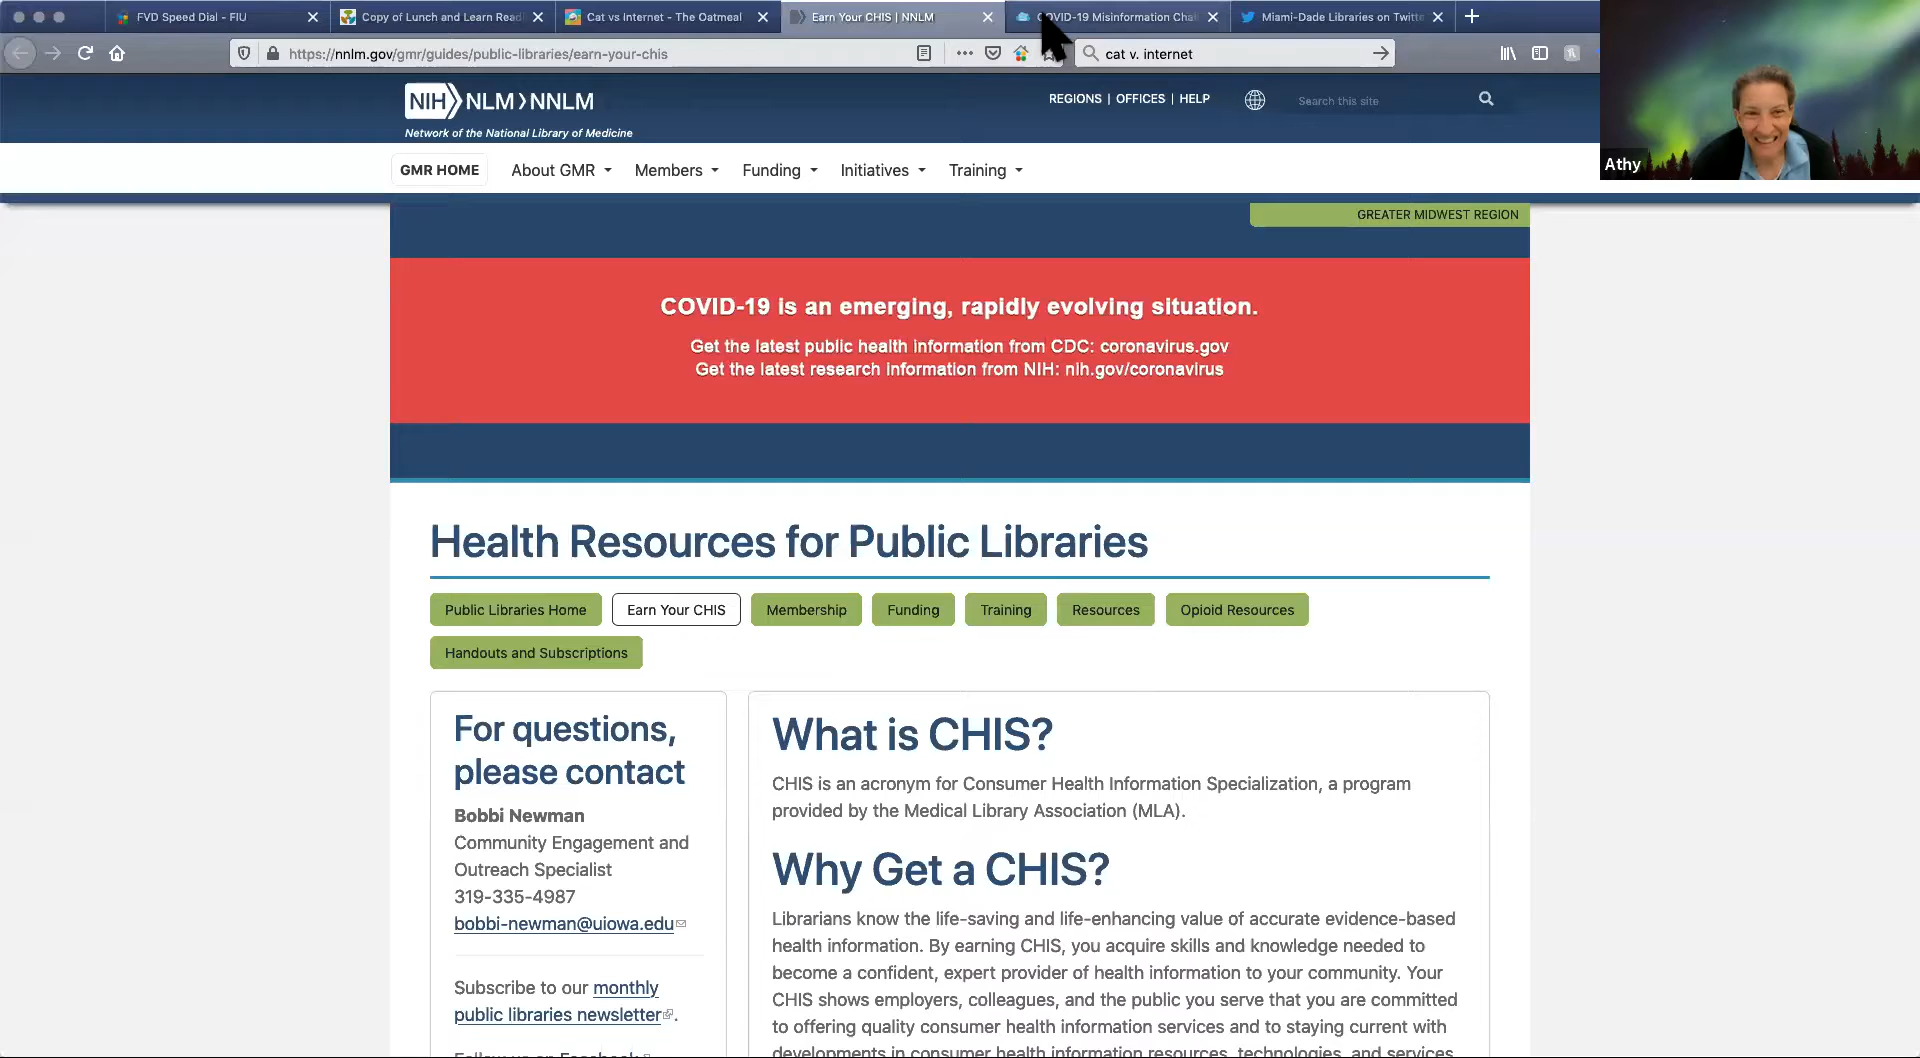 FVD Speed Dial - FIU
Copy of Lunch and Learn Readi
Cat vs Internet - The Oatmeal
Earn Your CHIS | NNLM
COVID-19 Misinformation Chal
Miami-Dade Libraries on Twitte
https://nnlm.gov/gmr/guides/public-libraries/earn-your-chis
cat v. internet
NIH NLM NNLM
Network of the National Library of Medicine
REGIONS | OFFICES | HELP
Search this site
Athy
GMR HOME
About GMR
Members
Funding
Initiatives
Training
GREATER MIDWEST REGION
COVID-19 is an emerging, rapidly evolving situation.
Get the latest public health information from CDC: coronavirus.gov
Get the latest research information from NIH: nih.gov/coronavirus
Health Resources for Public Libraries
Public Libraries Home
Earn Your CHIS
Membership
Funding
Training
Resources
Opioid Resources
Handouts and Subscriptions
For questions,
please contact
Bobbi Newman
Community Engagement and
Outreach Specialist
319-335-4987
bobbi-newman@uiowa.edu
Subscribe to our monthly
public libraries newsletter.
What is CHIS?
CHIS is an acronym for Consumer Health Information Specialization, a program
provided by the Medical Library Association (MLA).
Why Get a CHIS?
Librarians know the life-saving and life-enhancing value of accurate evidence-based
health information. By earning CHIS, you acquire skills and knowledge needed to
become a confident, expert provider of health information to your community. Your
CHIS shows employers, colleagues, and the public you serve that you are committed
to offering quality consumer health information services and to staying current with
developments in consumer health information resources, technologies, and services.